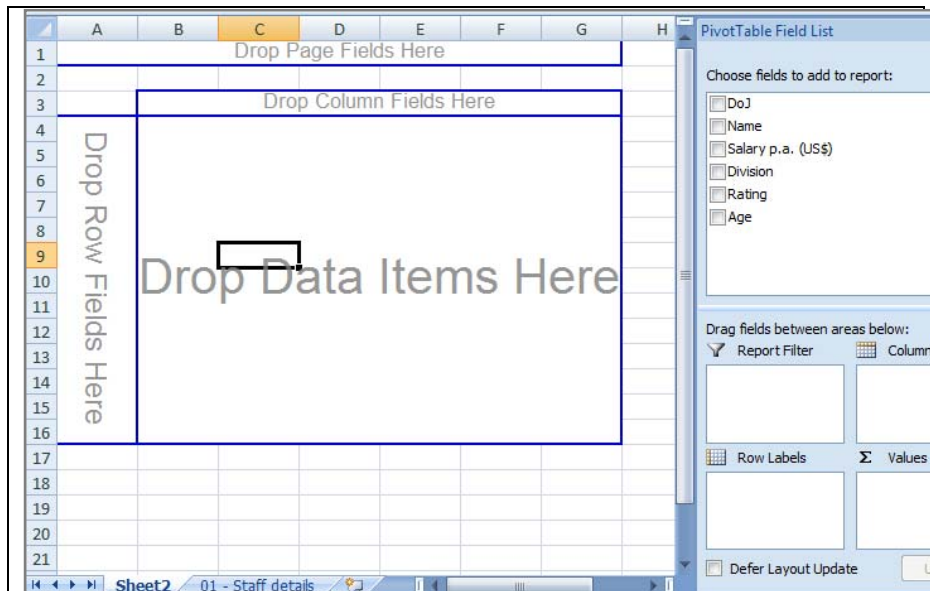 A B C D E F G H
PivotTable Field List
1
Drop Page Fields Here
2
3
Drop Column Fields Here
4
5
6
7
8
9
10
11
12
13
14
15
16
17
18
19
20
21
Drop Row Fields Here
Drop Data Items Here
Choose fields to add to report:
DoJ
Name
Salary p.a. (US$)
Division
Rating
Age
Drag fields between areas below:
Report Filter
Column
Row Labels
Σ Values
Defer Layout Update
U
Sheet2
01 - Staff details